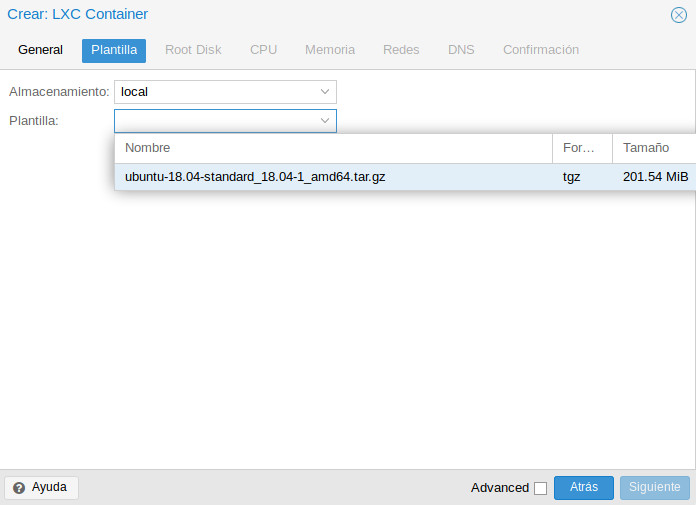 Crear: LXC Container
General Plantilla Root Disk CPU Memoria Redes DNS Confirmación
Almacenamiento: local
Plantilla:
Nombre For… Tamaño
ubuntu-18.04-standard_18.04-1_amd64.tar.gz tgz 201.54 MiB
? Ayuda Advanced Atrás Siguiente